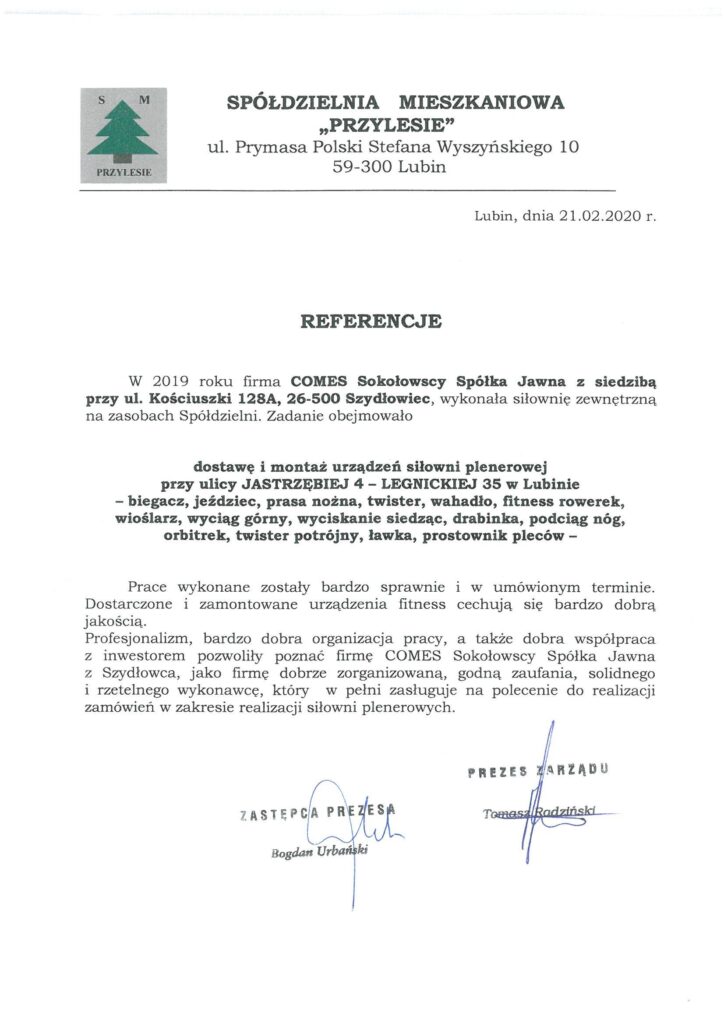 S M
PRZYLESIE
SPÓŁDZIELNIA MIESZKANIOWA
„PRZYLESIE”
ul. Prymasa Polski Stefana Wyszyńskiego 10
59-300 Lubin
Lubin, dnia 21.02.2020 r.
REFERENCJE
W 2019 roku firma COMES Sokołowscy Spółka Jawna z siedzibą
przy ul. Kościuszki 128A, 26-500 Szydłowiec, wykonała siłownię zewnętrzną
na zasobach Spółdzielni. Zadanie obejmowało
dostawę i montaż urządzeń siłowni plenerowej
przy ulicy JASTRZĘBIEJ 4 – LEGNICKIEJ 35 w Lubinie
– biegacz, jeździec, prasa nożna, twister, wahadło, fitness rowerek,
wioślarz, wyciąg górny, wyciskanie siedząc, drabinka, podciąg nóg,
orbitrek, twister potrójny, ławka, prostownik pleców –
Prace wykonane zostały bardzo sprawnie i w umówionym terminie.
Dostarczone i zamontowane urządzenia fitness cechują się bardzo dobrą
jakością.
Profesjonalizm, bardzo dobra organizacja pracy, a także dobra współpraca
z inwestorem pozwoliły poznać firmę COMES Sokołowscy Spółka Jawna
z Szydłowca, jako firmę dobrze zorganizowaną, godną zaufania, solidnego
i rzetelnego wykonawcę, który w pełni zasługuje na polecenie do realizacji
zamówień w zakresie realizacji siłowni plenerowych.
PREZES ZARZĄDU
Tomasz Radziński
ZASTĘPCA PREZESA
Bogdan Urbański